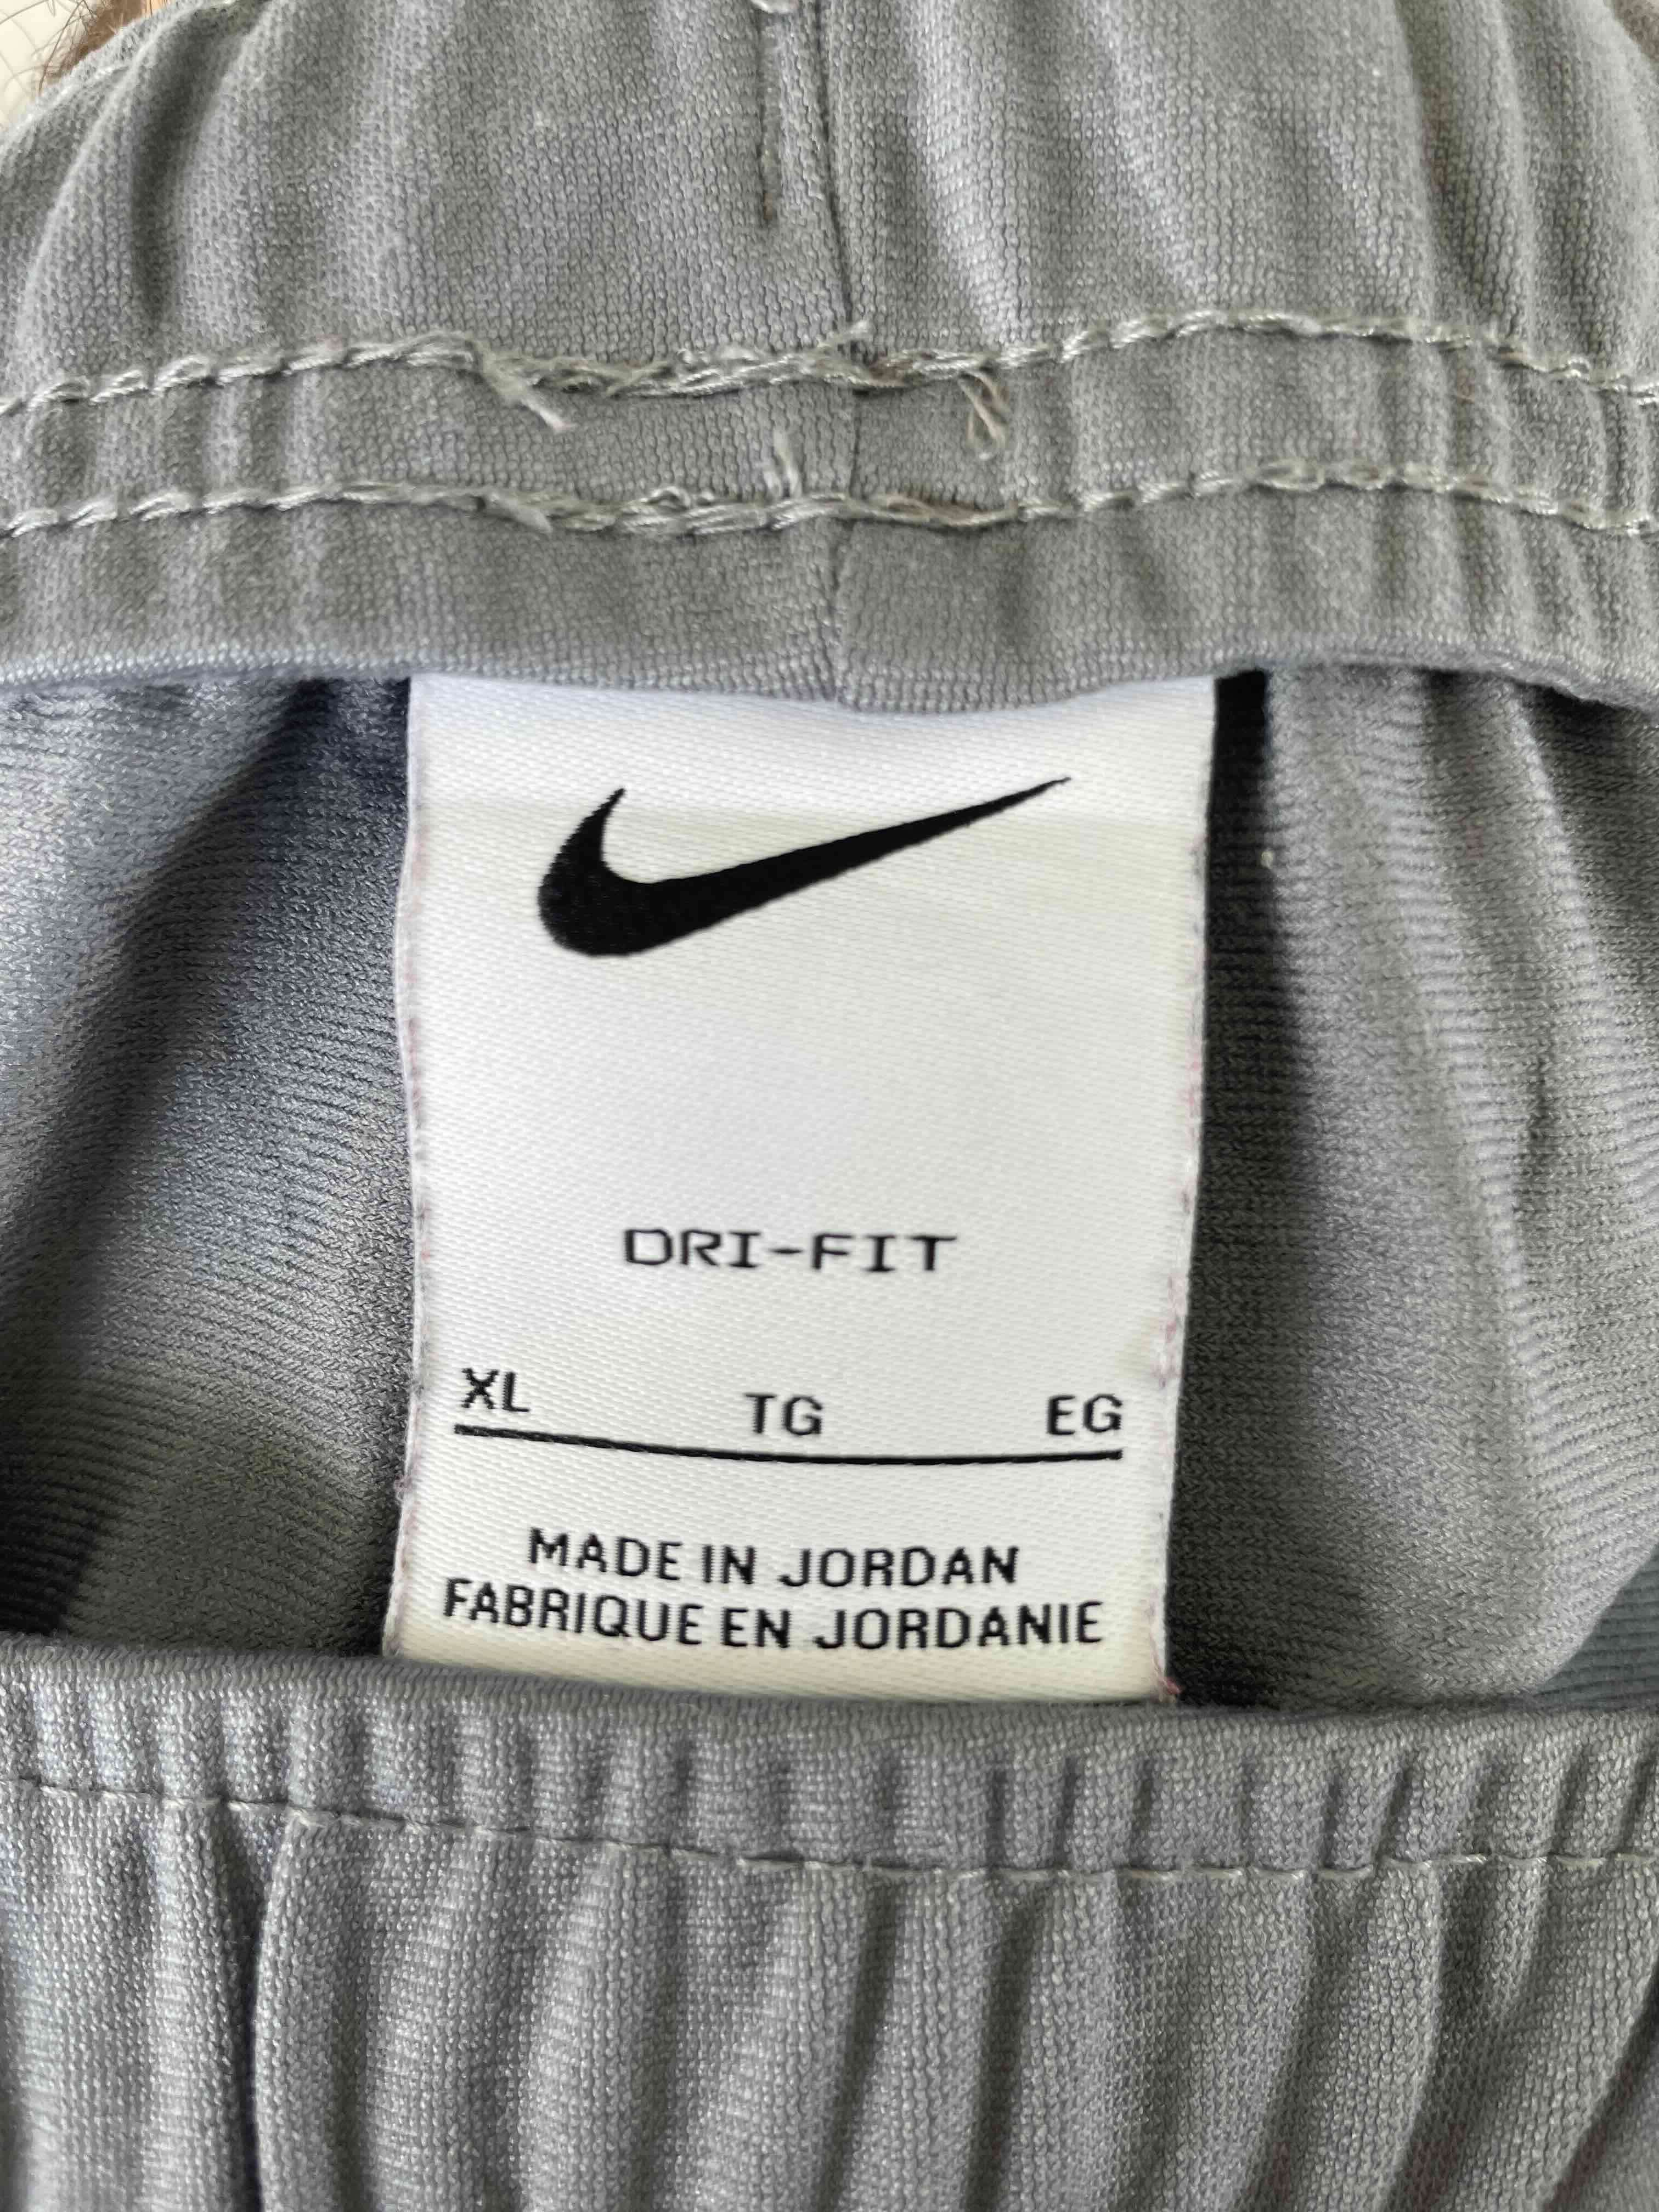 DRI-FIT
XL TG EG
MADE IN JORDAN
FABRIQUE EN JORDANIE